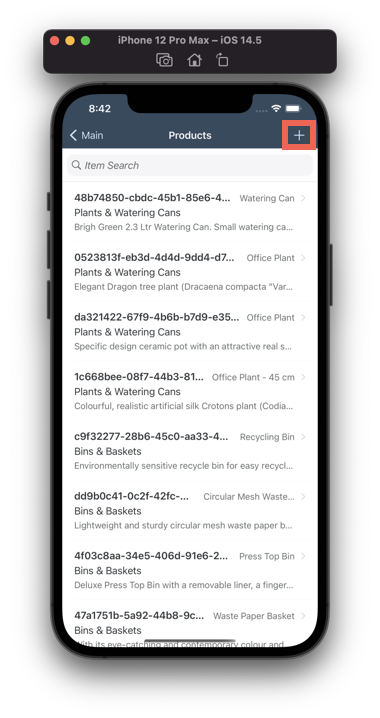 iPhone 12 Pro Max – iOS 14.5
8:42
Main
Products
Item Search
48b74850-cbdc-45b1-85e6-4... Watering Can
Plants & Watering Cans
Brigh Green 2.3 Ltr Watering Can. Small watering ca...
0523813f-eb3d-4d4d-9dd4-d7... Office Plant
Plants & Watering Cans
Elegant Dragon tree plant (Dracaena compacta "Var...
da321422-67f9-4b6b-b7d9-e35... Office Plant
Plants & Watering Cans
Specific design ceramic pot with an attractive real s...
1c668bee-08f7-44b3-81... Office Plant - 45 cm
Plants & Watering Cans
Colourful, realistic artificial silk Crotons plant (Codia...
c9f32277-28b6-45c0-aa33-4... Recycling Bin
Bins & Baskets
Environmentally sensitive recycle bin for easy recycl...
dd9b0c41-0c2f-42fc-... Circular Mesh Waste...
Bins & Baskets
Lightweight and sturdy circular mesh waste paper b...
4f03c8aa-34e5-406d-91e6-2... Press Top Bin
Bins & Baskets
Deluxe Press Top Bin with a removable liner, a finger...
47a1751b-5a92-44b8-9c... Waste Paper Basket
Bins & Baskets
With its eye-catching and contemporary colour and